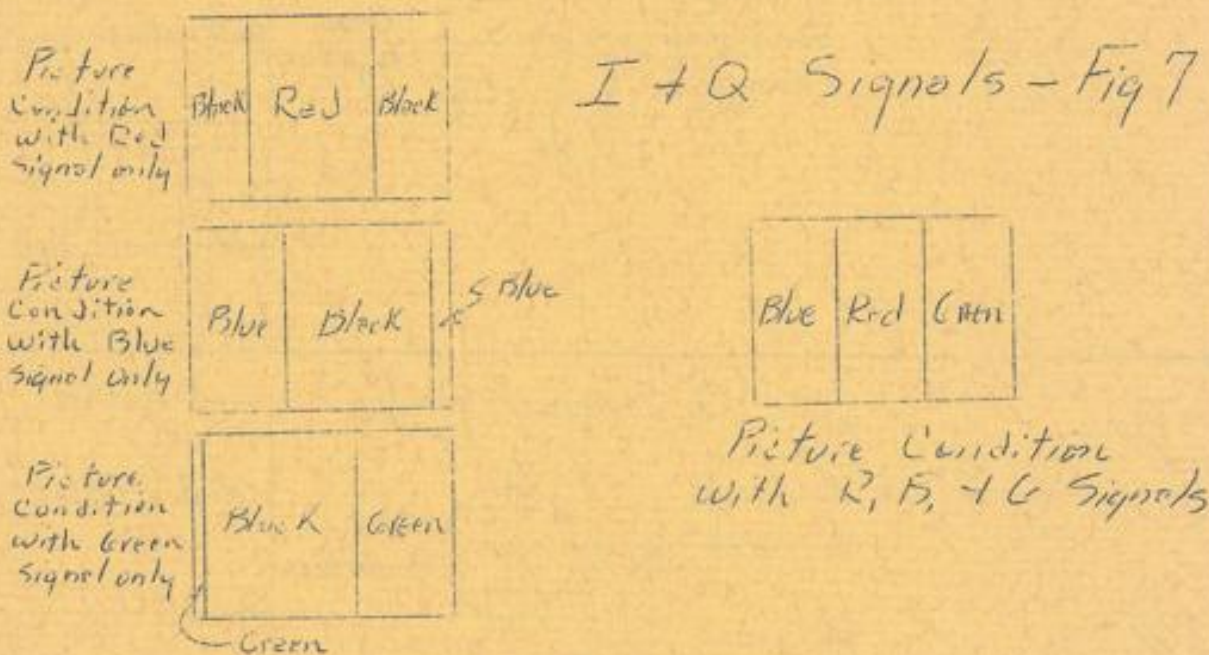 I + Q Signals - Fig 7
Picture
Condition
with Red
Signal only
Black Red Black
Picture
Condition
with Blue
Signal only
Blue Black Blue
Picture
Condition
with Green
Signal only
Black Green
Green
Blue Red Green
Picture Condition
with R, B, + G Signals